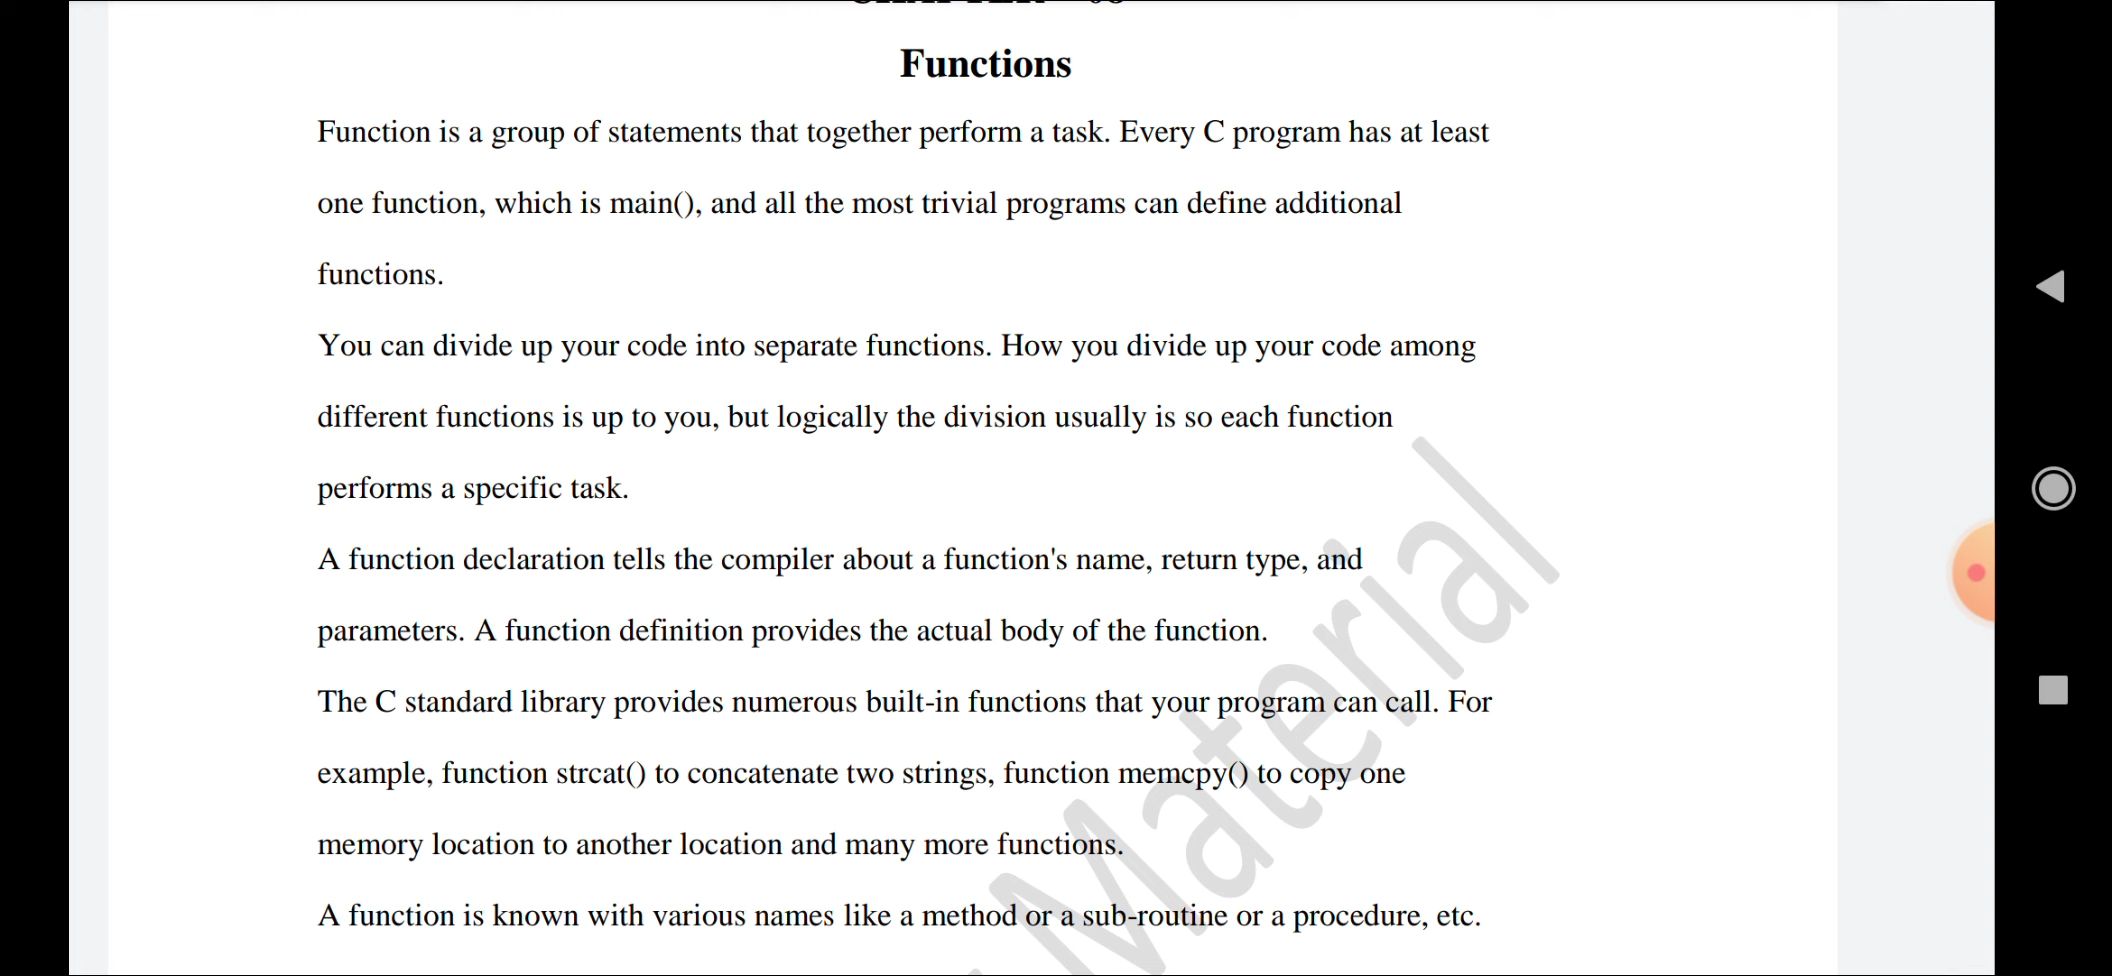 Functions
Function is a group of statements that together perform a task. Every C program has at least
one function, which is main(), and all the most trivial programs can define additional
functions.
You can divide up your code into separate functions. How you divide up your code among
different functions is up to you, but logically the division usually is so each function
performs a specific task.
A function declaration tells the compiler about a function's name, return type, and
parameters. A function definition provides the actual body of the function.
The C standard library provides numerous built-in functions that your program can call. For
example, function strcat() to concatenate two strings, function memcpy() to copy one
memory location to another location and many more functions.
A function is known with various names like a method or a sub-routine or a procedure, etc.
Material